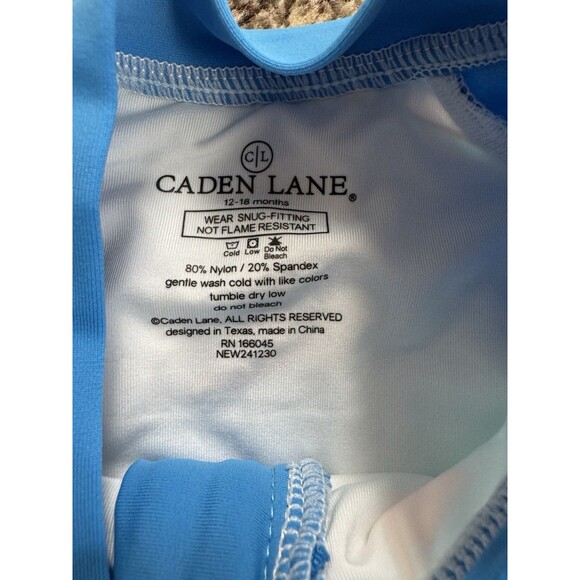 C|L
CADEN LANE®
12-18 months
WEAR SNUG-FITTING
NOT FLAME RESISTANT
Cold Low Do Not
Bleach
80% Nylon / 20% Spandex
gentle wash cold with like colors
tumble dry low
do not bleach
©Caden Lane, ALL RIGHTS RESERVED
designed in Texas, made in China
RN 166045
NEW241230